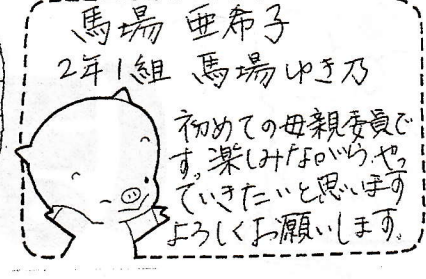 馬場 亜希子
2年1組 馬場ゆき乃
初めての母親委員で
す。楽しみながら、やっ
ていきたいと思います
よろしくお願いします。